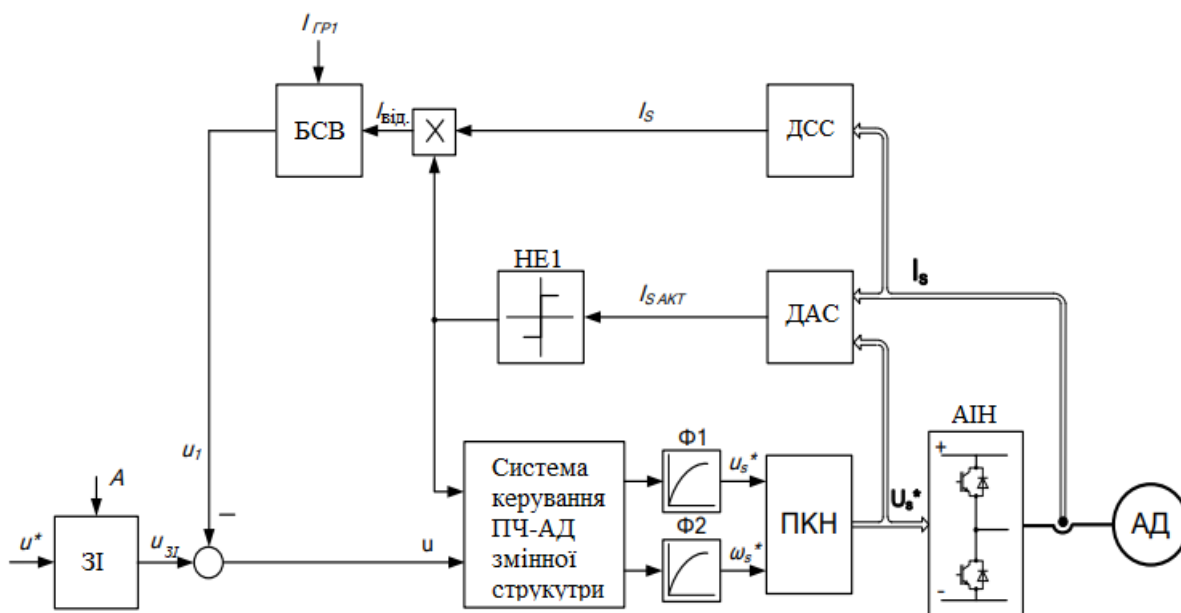 I ГР1
БСВ
I від.
X
I S
ДСС
НЕ1
I S АКТ
ДАС
I s
АІН
+
-
u 1
A
–
u*
ЗІ
u ЗІ
u
Система
керування
ПЧ-АД
змінної
струкутри
Ф1
u s *
Ф2
ω s *
ПКН
U s *
АД